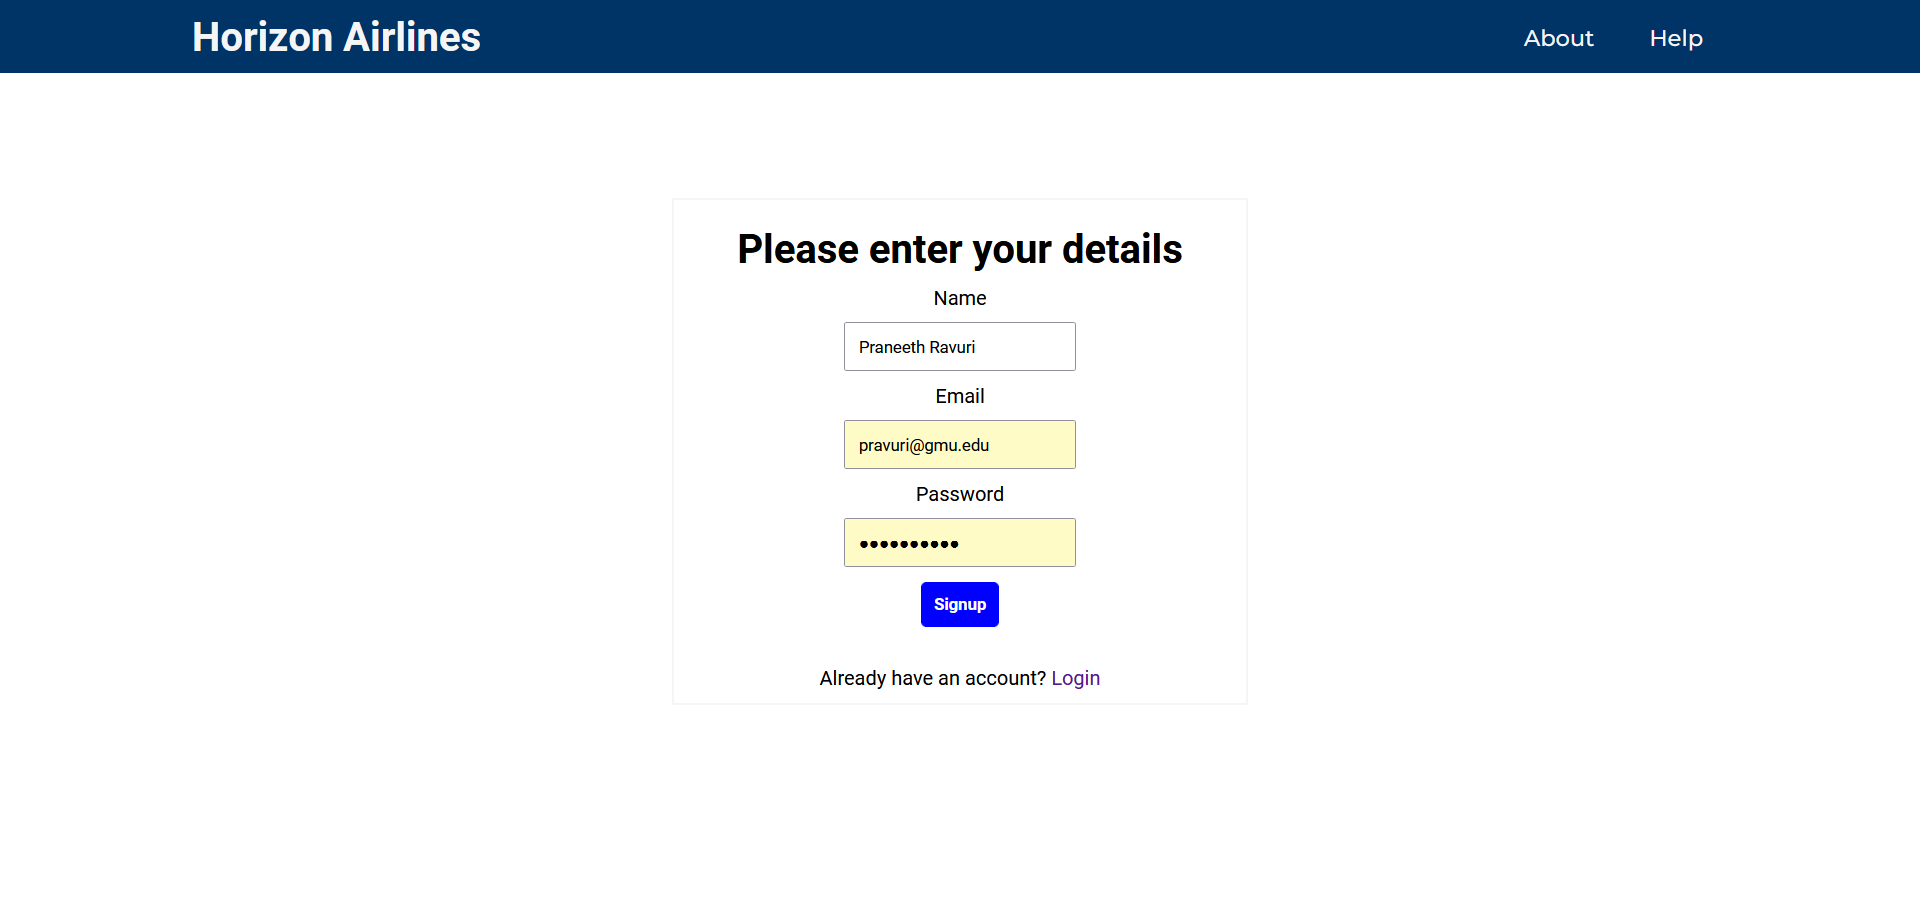 Horizon Airlines
About
Help
Please enter your details
Name
Praneeth Ravuri
Email
pravuri@gmu.edu
Password
••••••••••
Signup
Already have an account? Login